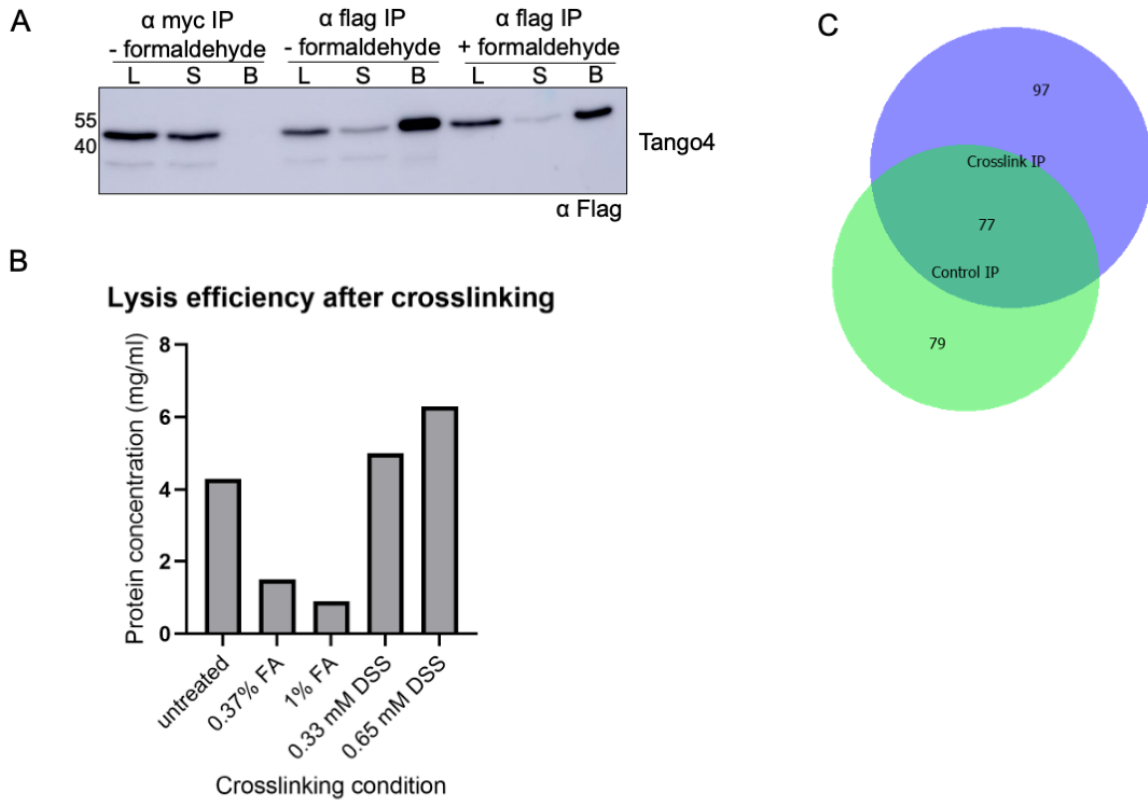 A
α myc IP
- formaldehyde
α flag IP
- formaldehyde
α flag IP
+ formaldehyde
L S B L S B L S B
55
40
Tango4
α Flag
B
Lysis efficiency after crosslinking
Protein concentration (mg/ml)
8
6
4
2
0
untreated
0.37% FA
1% FA
0.33 mM DSS
0.65 mM DSS
Crosslinking condition
C
97
Crosslink IP
77
Control IP
79